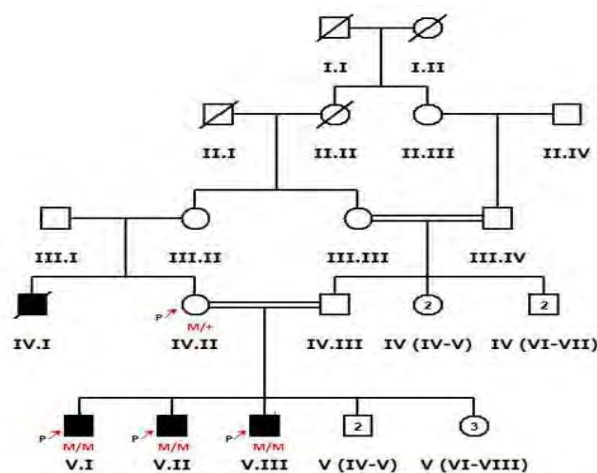 I.I I.II
II.I II.II II.III II.IV
III.I III.II III.III III.IV
P 2 2
M/+
IV.I IV.II IV.III IV (IV-V) IV (VI-VII)
P P P 2 3
M/M M/M M/M
V.I V.II V.III V (IV-V) V (VI-VIII)